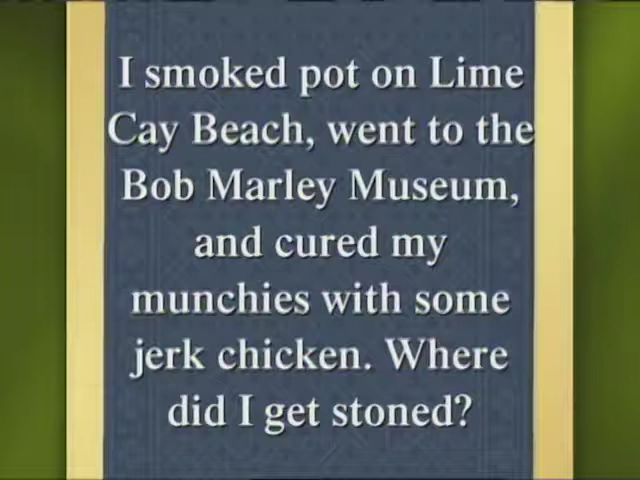 I smoked pot on Lime
Cay Beach, went to the
Bob Marley Museum,
and cured my
munchies with some
jerk chicken. Where
did I get stoned?